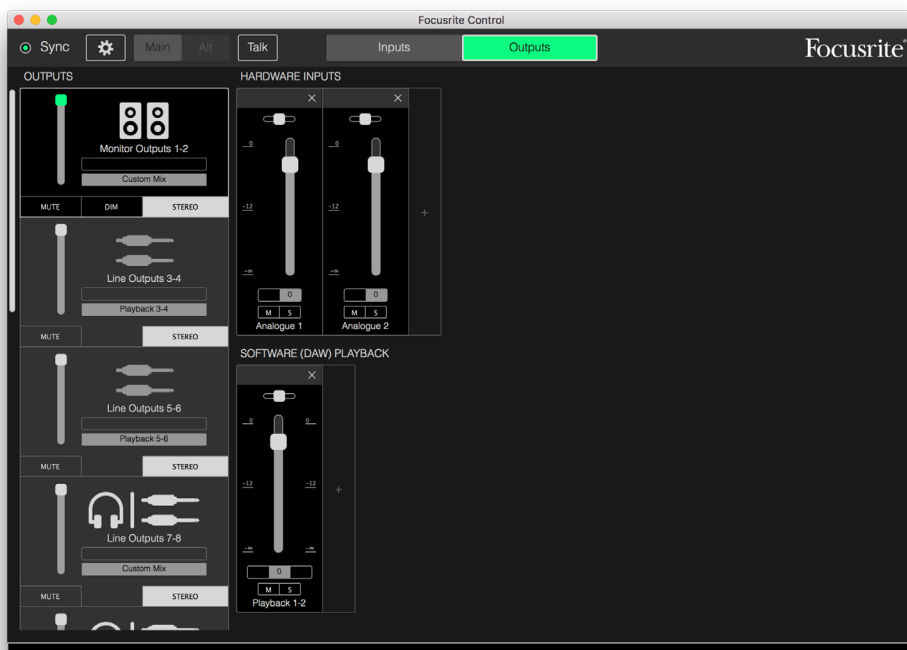 Focusrite Control
Sync Main Alt Talk Inputs Outputs Focusrite®
OUTPUTS
Monitor Outputs 1-2
Custom Mix
MUTE DIM STEREO
Line Outputs 3-4
Playback 3-4
MUTE STEREO
Line Outputs 5-6
Playback 5-6
MUTE STEREO
Line Outputs 7-8
Custom Mix
MUTE STEREO
HARDWARE INPUTS
0 0
-12 -12
-∞ -∞
0 0
M S M S
Analogue 1 Analogue 2
+
SOFTWARE (DAW) PLAYBACK
0 0
-12 -12
-∞ -∞
0
M S
Playback 1-2
+